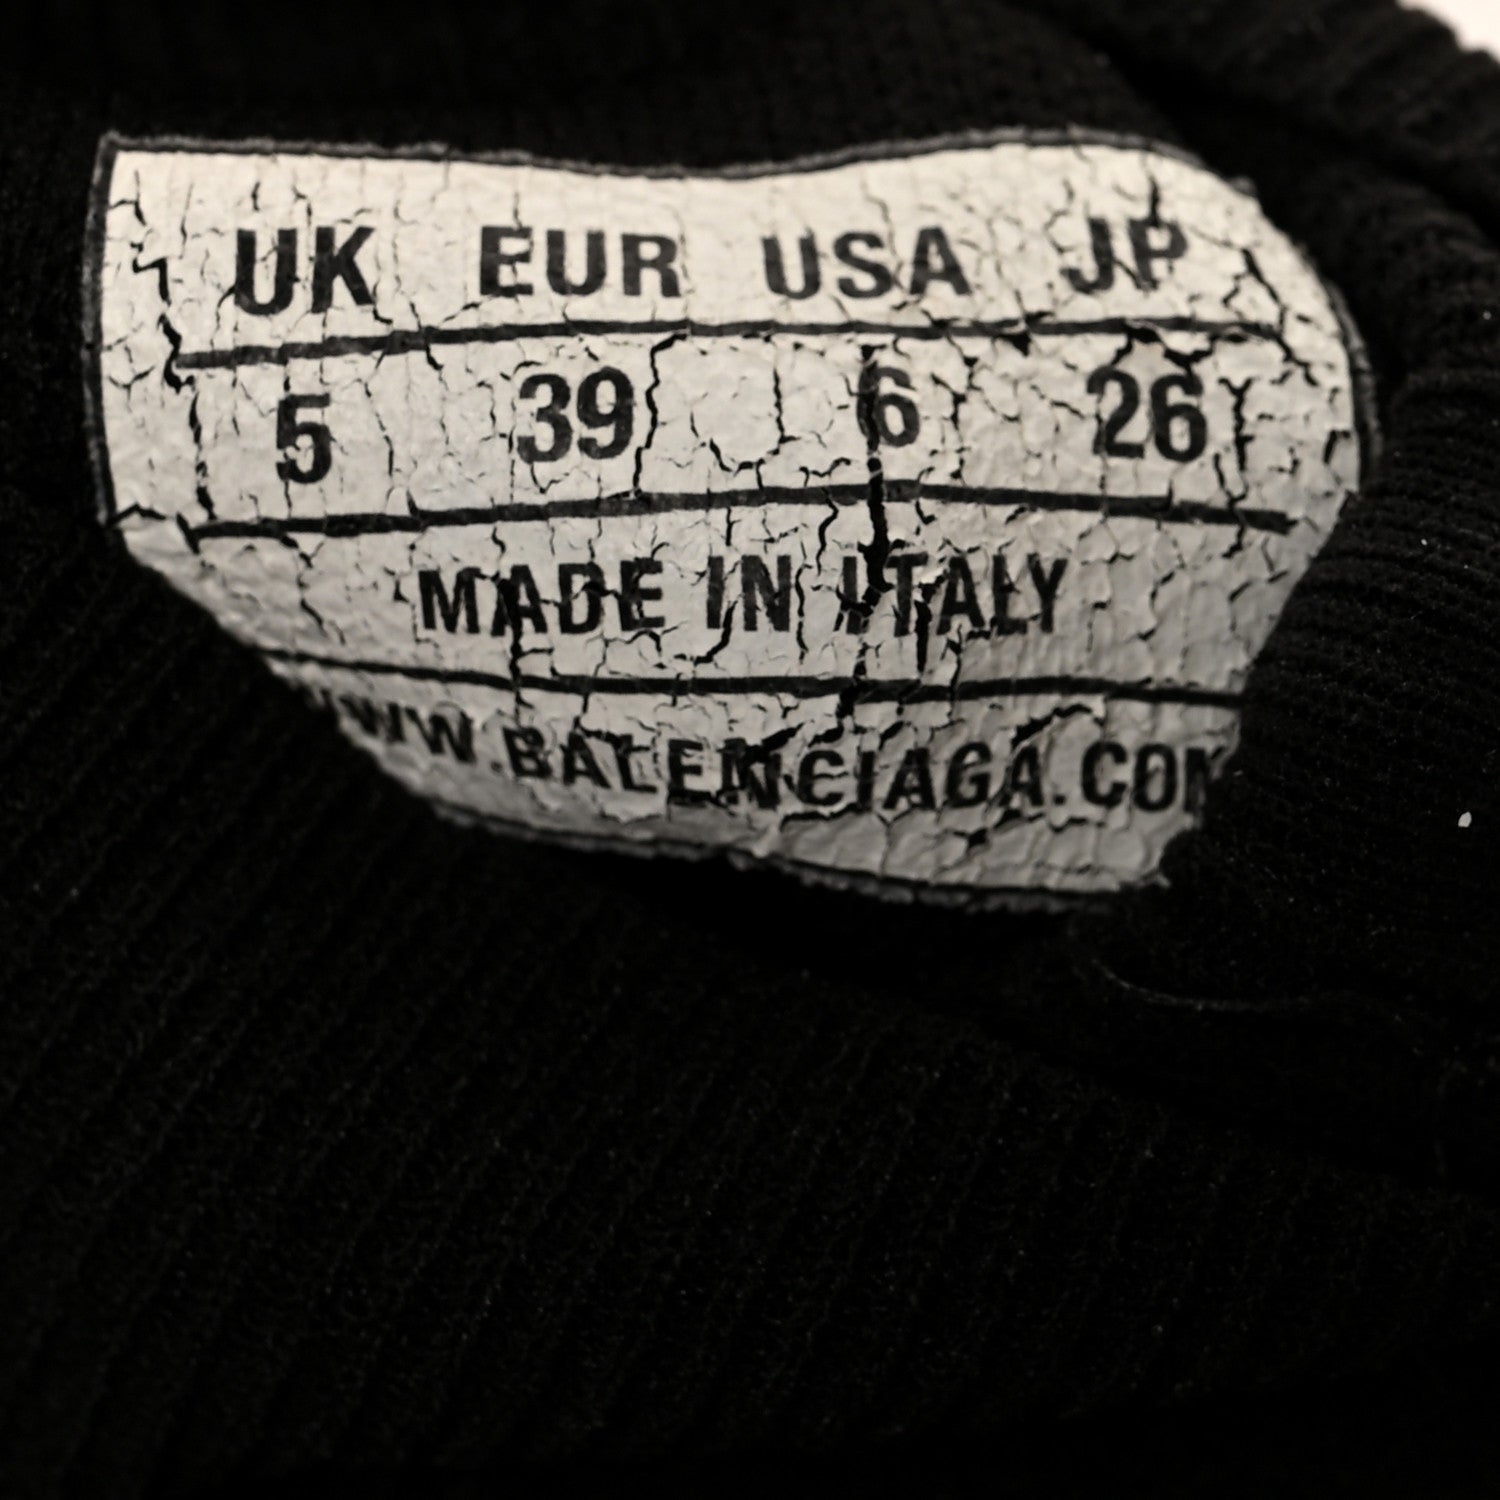 UK EUR USA JP
5 39 6 26
MADE IN ITALY
WWW.BALENCIAGA.COM